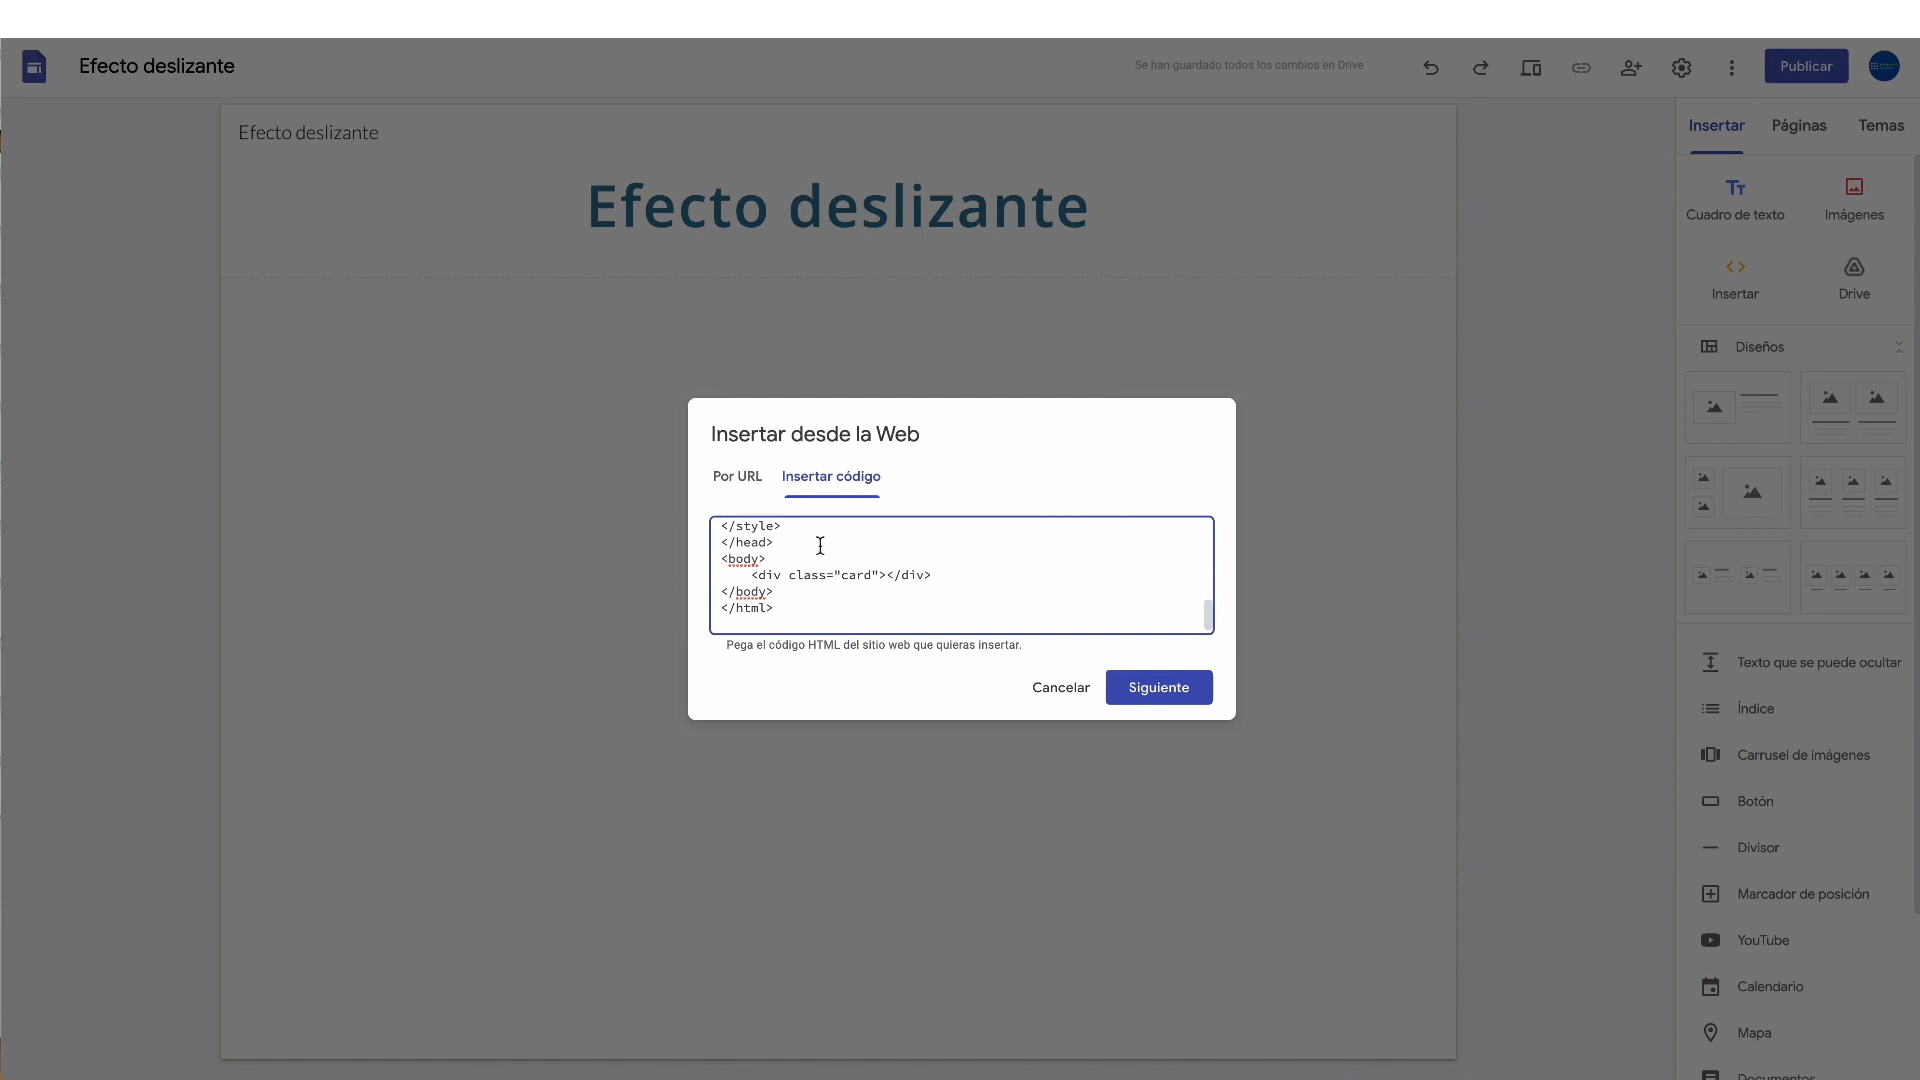 Efecto deslizante
Se han guardado todos los cambios en Drive
Publicar
Efecto deslizante
Efecto deslizante
Insertar
Páginas
Temas
Cuadro de texto
Imágenes
Insertar
Drive
Diseños
Insertar desde la Web
Por URL
Insertar código
</style>
</head>
<body>
<div class="card"></div>
</body>
</html>
Pega el código HTML del sitio web que quieras insertar.
Cancelar
Siguiente
Texto que se puede ocultar
Índice
Carrusel de imágenes
Botón
Divisor
Marcador de posición
YouTube
Calendario
Mapa
Documentos